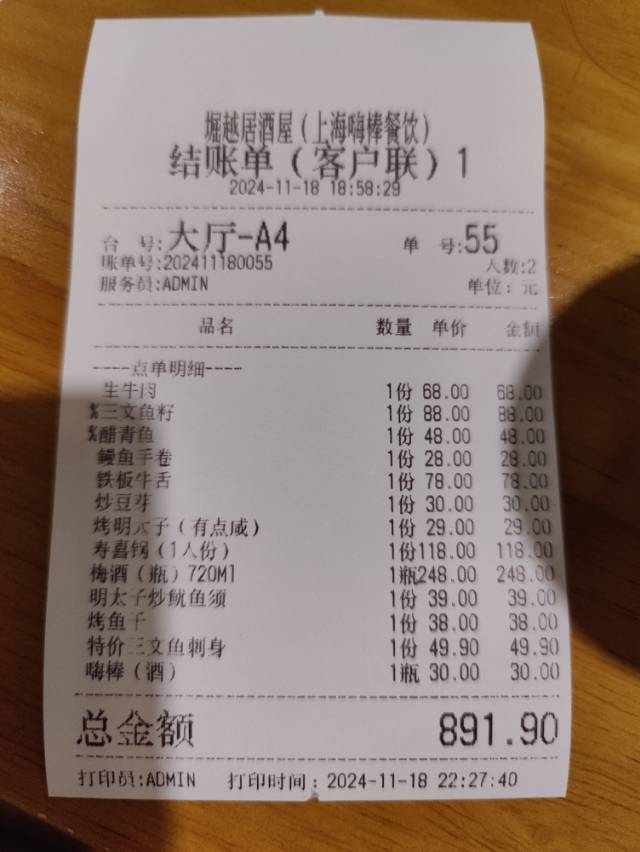 堀越居酒屋（上海嗨棒餐饮）
结账单（客户联）1
2024-11-18 18:58:29
台 号:大厅-A4 单 号:55
账单号:202411180055 人数:2
服务员:ADMIN 单位: 元
品名 数量 单价 金额
----点单明细----
生牛肉 1份 68.00 68.00
%三文鱼籽 1份 88.00 88.00
%醋青鱼 1份 48.00 48.00
鳗鱼手卷 1份 28.00 28.00
铁板牛舌 1份 78.00 78.00
炒豆芽 1份 30.00 30.00
烤明太子（有点咸） 1份 29.00 29.00
寿喜锅（1人份） 1份118.00 118.00
梅酒（瓶）720Ml 1瓶248.00 248.00
明太子炒鱿鱼须 1份 39.00 39.00
烤鱼干 1份 38.00 38.00
特价三文鱼刺身 1份 49.90 49.90
嗨棒（酒） 1瓶 30.00 30.00
总金额 891.90
打印员:ADMIN 打印时间：2024-11-18 22:27:40